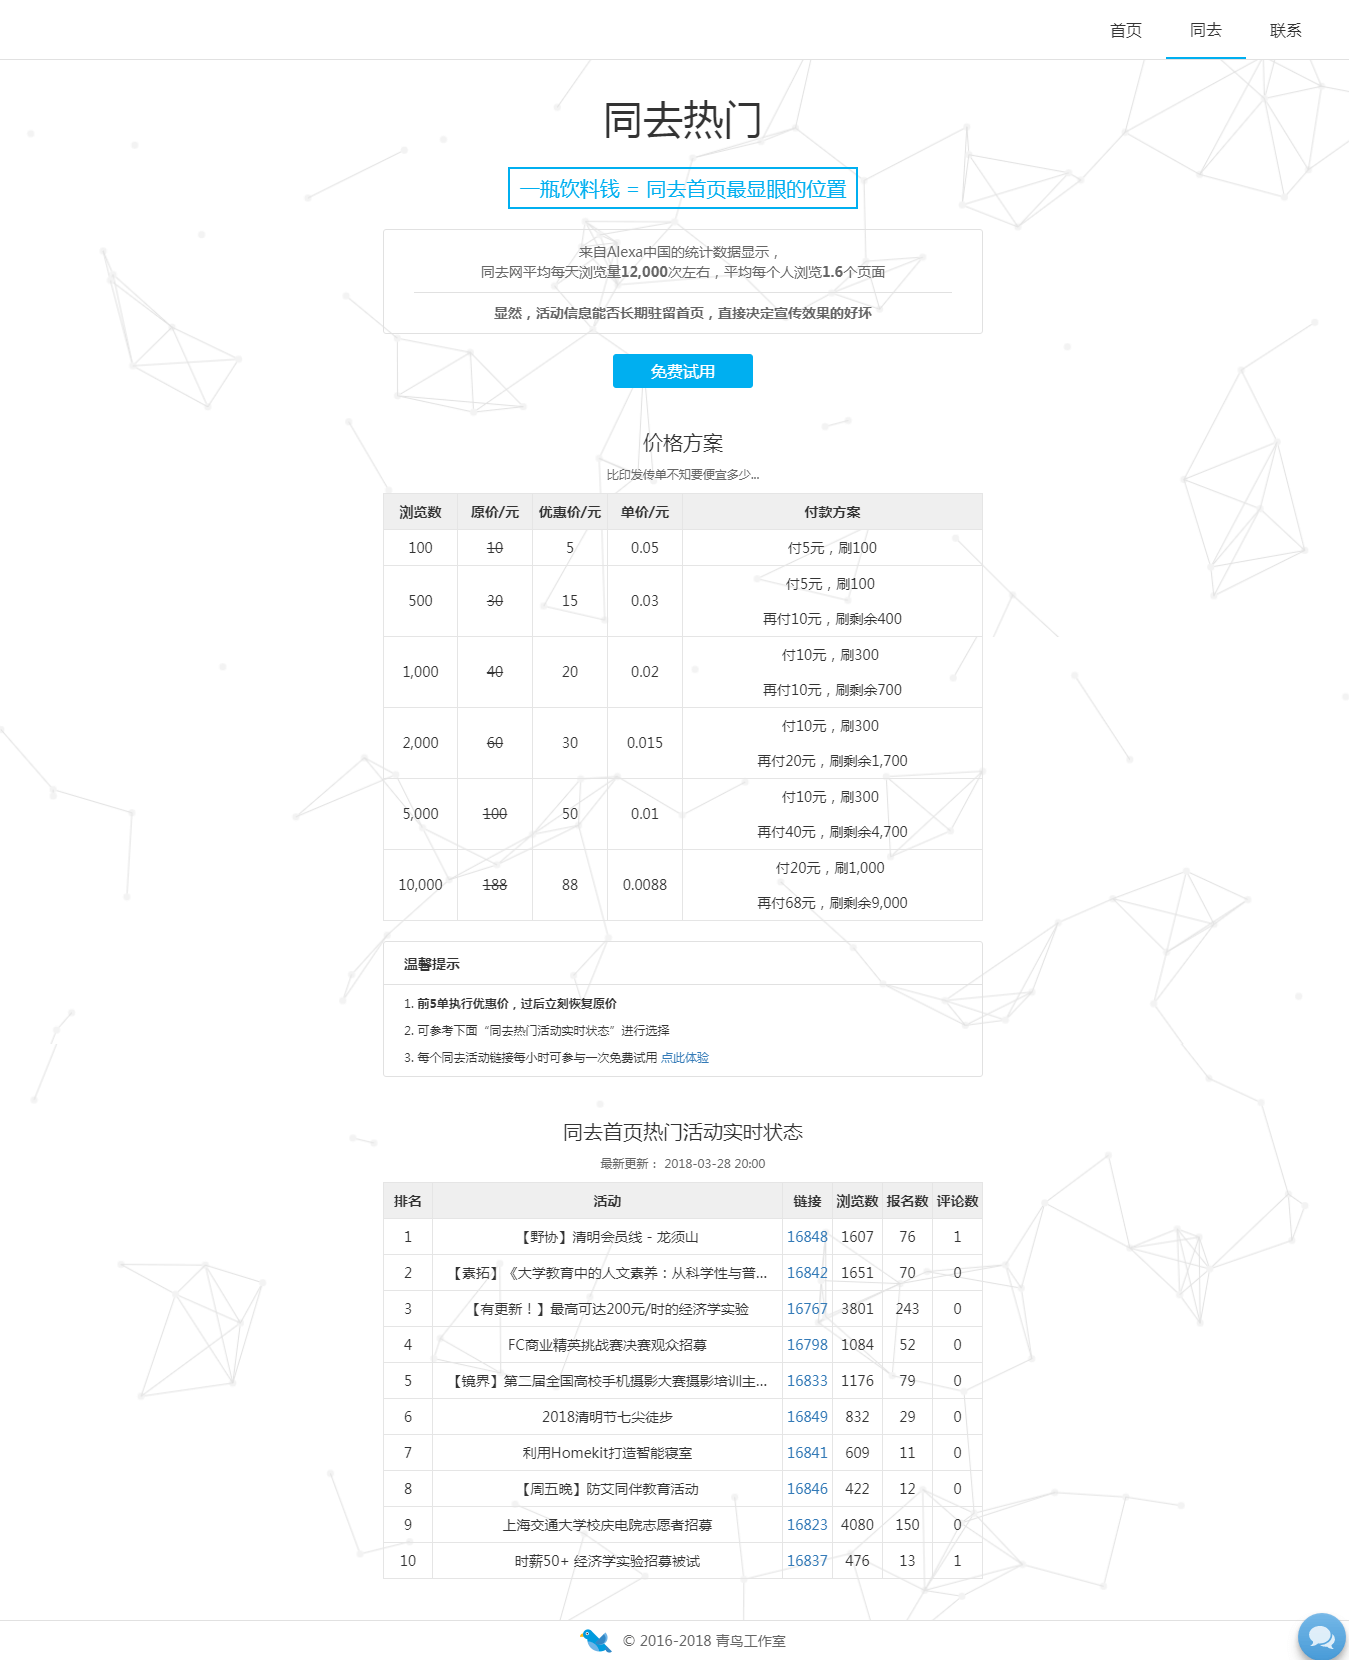 首页 同去 联系
同去热门
一瓶饮料钱 = 同去首页最显眼的位置
来自Alexa中国的统计数据显示，
同去网平均每天浏览量12,000次左右，平均每个人浏览1.6个页面
显然，活动信息能否长期驻留首页，直接决定宣传效果的好坏
免费试用
价格方案
比印发传单不知要便宜多少...
浏览数 原价/元 优惠价/元 单价/元 付款方案
100 10 5 0.05 付5元，刷100
500 30 15 0.03 付5元，刷100
再付10元，刷剩余400
1,000 40 20 0.02 付10元，刷300
再付10元，刷剩余700
2,000 60 30 0.015 付10元，刷300
再付20元，刷剩余1,700
5,000 100 50 0.01 付10元，刷300
再付40元，刷剩余4,700
10,000 188 88 0.0088 付20元，刷1,000
再付68元，刷剩余9,000
温馨提示
1. 前5单执行优惠价，过后立刻恢复原价
2. 可参考下面“同去热门活动实时状态”进行选择
3. 每个同去活动链接每小时可参与一次免费试用 点此体验
同去首页热门活动实时状态
最新更新： 2018-03-28 20:00
排名 活动 链接 浏览数 报名数 评论数
1 【野协】清明会员线 - 龙须山 16848 1607 76 1
2 【素拓】《大学教育中的人文素养：从科学性与普... 16842 1651 70 0
3 【有更新！】最高可达200元/时的经济学实验 16767 3801 243 0
4 FC商业精英挑战赛决赛观众招募 16798 1084 52 0
5 【镜界】第二届全国高校手机摄影大赛摄影培训主... 16833 1176 79 0
6 2018清明节七尖徒步 16849 832 29 0
7 利用Homekit打造智能寝室 16841 609 11 0
8 【周五晚】防艾同伴教育活动 16846 422 12 0
9 上海交通大学校庆电院志愿者招募 16823 4080 150 0
10 时薪50+ 经济学实验招募被试 16837 476 13 1
© 2016-2018 青鸟工作室